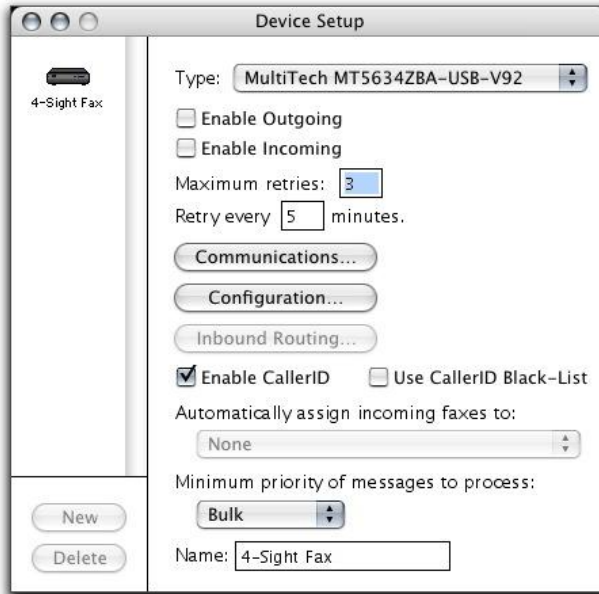 Device Setup
4-Sight Fax
Type: MultiTech MT5634ZBA-USB-V92
Enable Outgoing
Enable Incoming
Maximum retries: 3
Retry every 5 minutes.
Communications...
Configuration...
Inbound Routing...
Enable CallerID Use CallerID Black-List
Automatically assign incoming faxes to:
None
Minimum priority of messages to process:
Bulk
Name: 4-Sight Fax
New
Delete